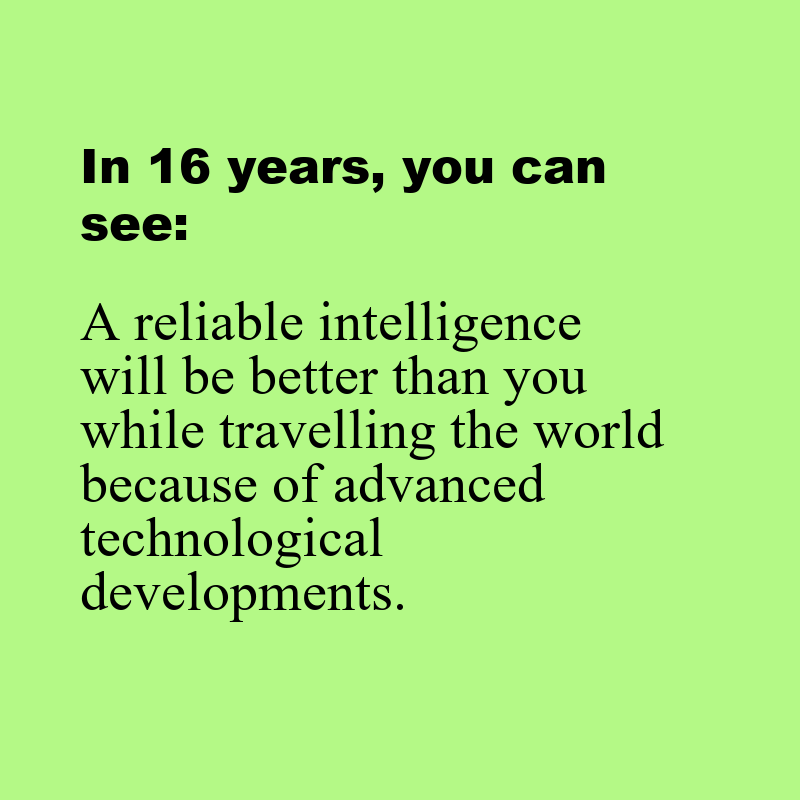 In 16 years, you can
see:
A reliable intelligence
will be better than you
while travelling the world
because of advanced
technological
developments.